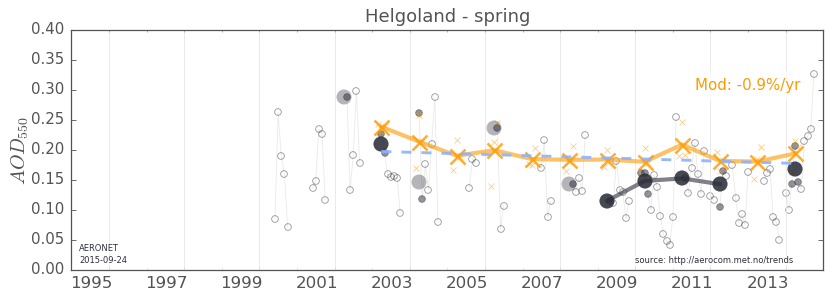 Helgoland - spring
0.40
0.35
0.30
0.25
0.20
0.15
0.10
0.05
0.00
AOD550
Mod: -0.9%/yr
AERONET
2015-09-24
source: http://aerocom.met.no/trends
1995 1997 1999 2001 2003 2005 2007 2009 2011 2013